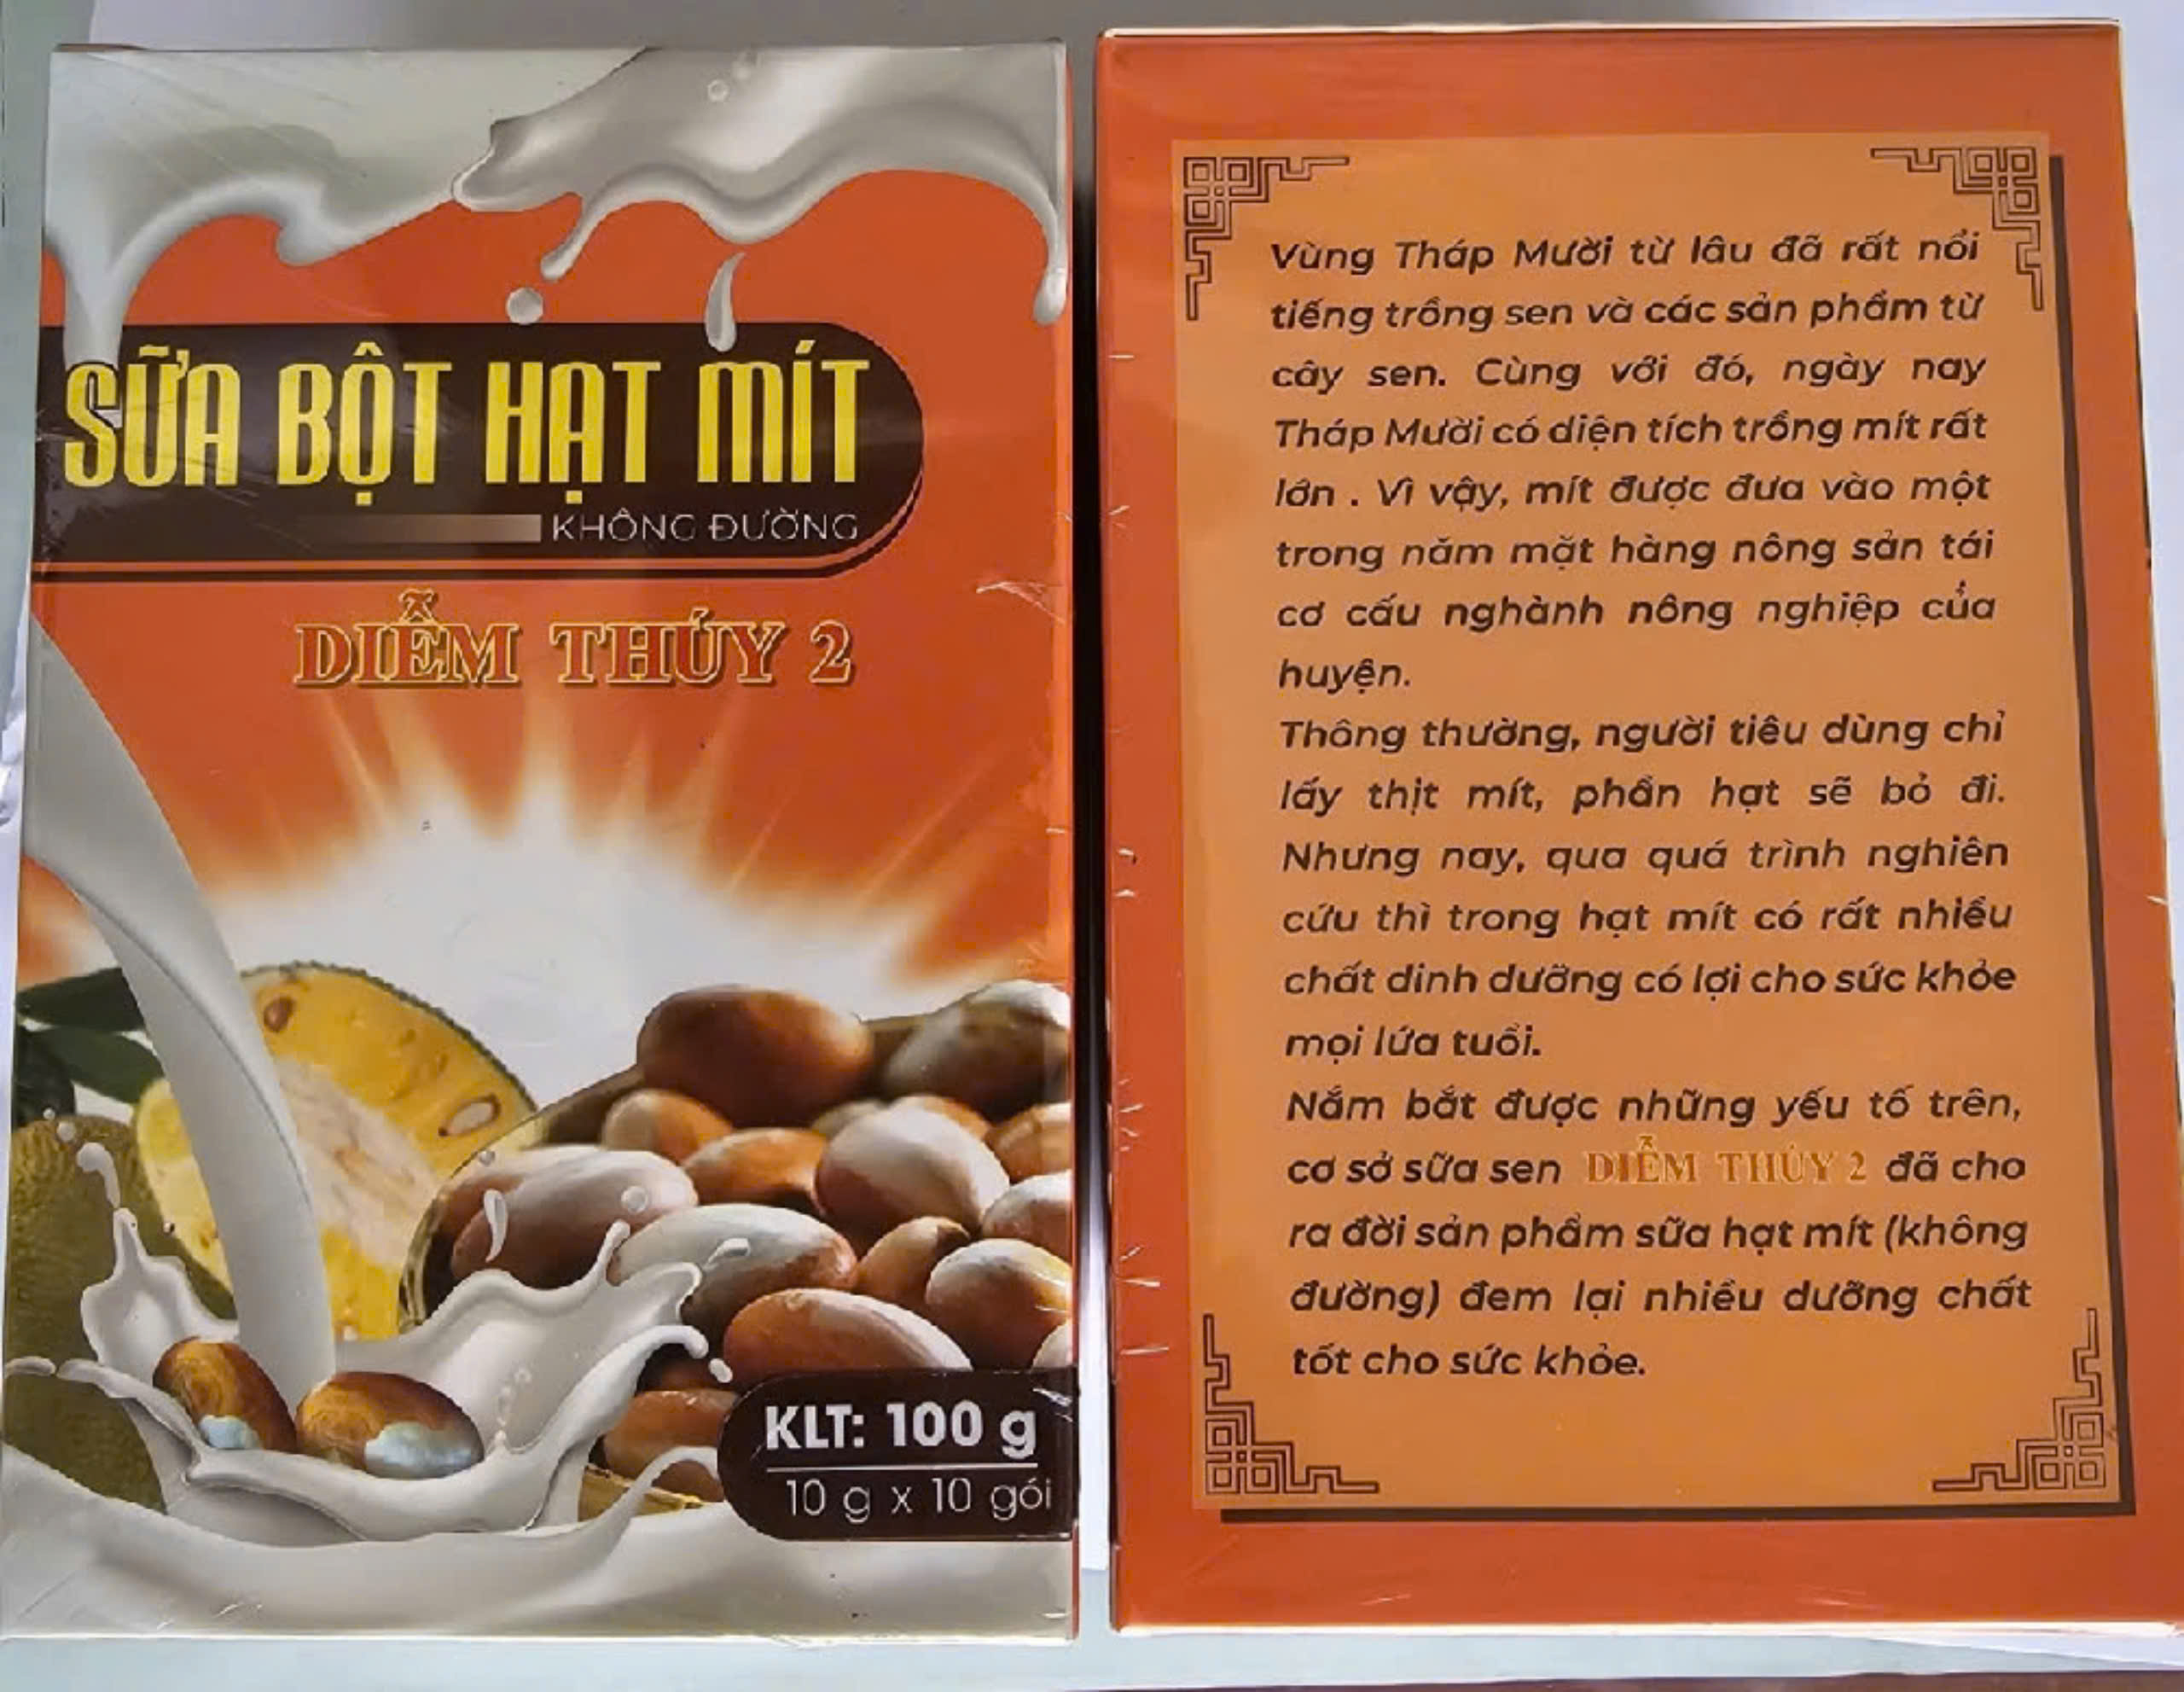 SỮA BỘT HẠT MÍT
KHÔNG ĐƯỜNG
DIỄM THÚY 2
KLT: 100 g
10 g x 10 gói
Vùng Tháp Mười từ lâu đã rất nổi
tiếng trồng sen và các sản phẩm từ
cây sen. Cùng với đó, ngày nay
Tháp Mười có diện tích trồng mít rất
lớn . Vì vậy, mít được đưa vào một
trong năm mặt hàng nông sản tái
cơ cấu nghành nông nghiệp của
huyện.
Thông thường, người tiêu dùng chỉ
lấy thịt mít, phần hạt sẽ bỏ đi.
Nhưng nay, qua quá trình nghiên
cứu thì trong hạt mít có rất nhiều
chất dinh dưỡng có lợi cho sức khỏe
mọi lứa tuổi.
Nắm bắt được những yếu tố trên,
cơ sở sữa sen DIỄM THÚY 2 đã cho
ra đời sản phẩm sữa hạt mít (không
đường) đem lại nhiều dưỡng chất
tốt cho sức khỏe.